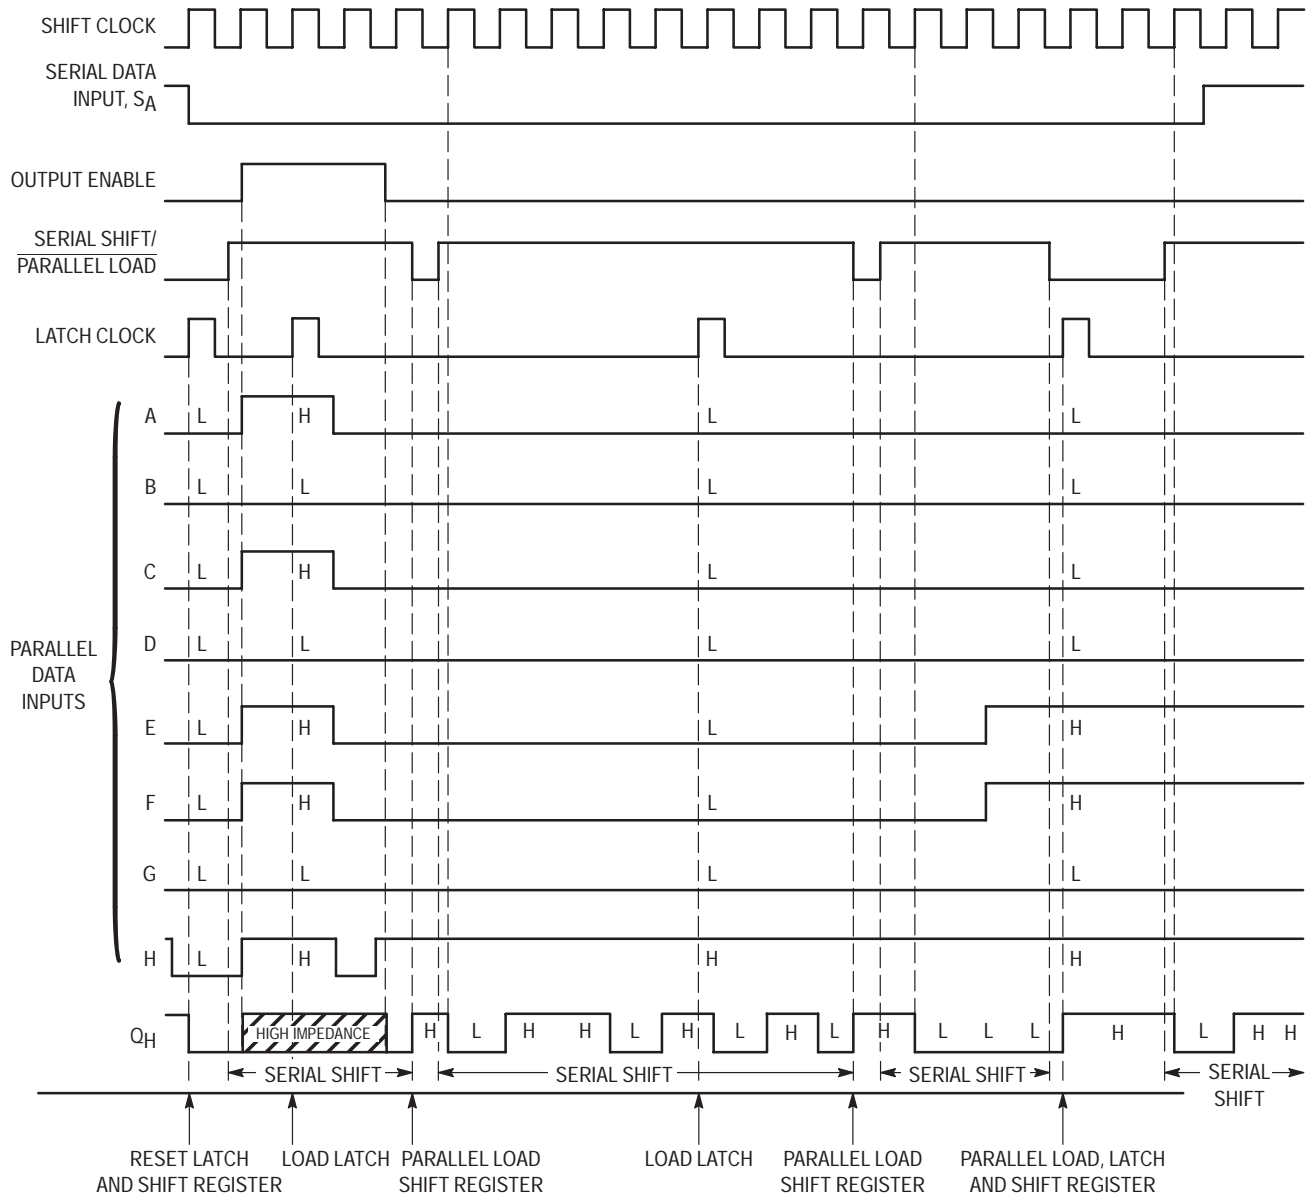 SHIFT CLOCK
SERIAL DATA
INPUT, SA
OUTPUT ENABLE
SERIAL SHIFT/
PARALLEL LOAD
LATCH CLOCK
A L H L L
B L L L L
C L H L L
D L L L L
PARALLEL
DATA
INPUTS
E L H L H
F L H L H
G L L L L
H L H H H
QH HIGH IMPEDANCE H L H H L H L H L H L L L H L H H
SERIAL SHIFT SERIAL SHIFT SERIAL SHIFT SERIAL
SHIFT
RESET LATCH
AND SHIFT REGISTER
LOAD LATCH
PARALLEL LOAD
SHIFT REGISTER
LOAD LATCH
PARALLEL LOAD
SHIFT REGISTER
PARALLEL LOAD, LATCH
AND SHIFT REGISTER